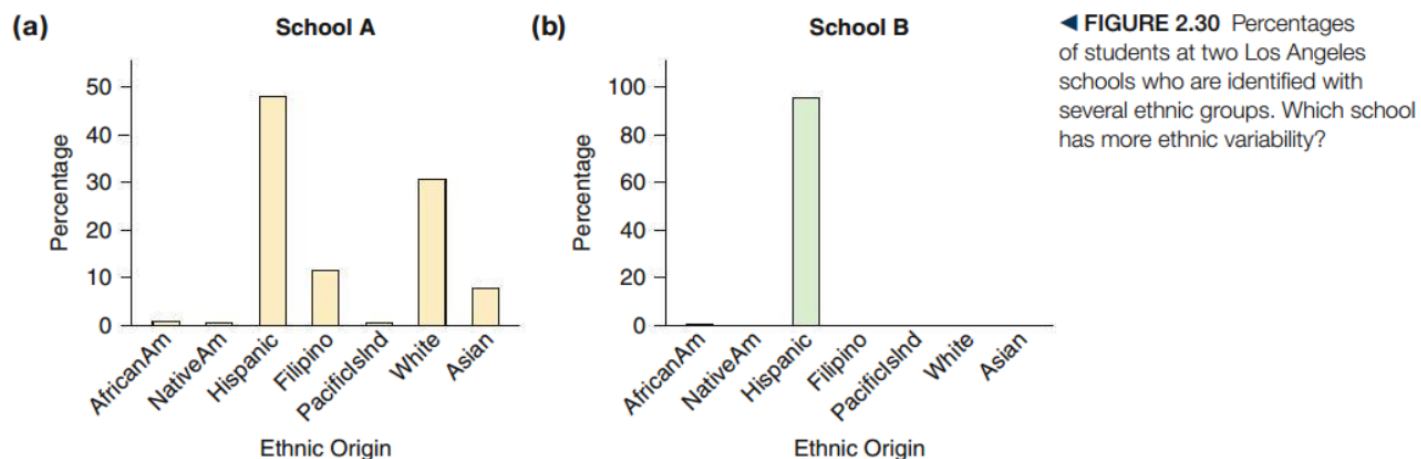 (a)
School A
Percentage
50
40
30
20
10
0
AfricanAm
NativeAm
Hispanic
Filipino
PacificIsInd
White
Asian
Ethnic Origin
(b)
School B
Percentage
100
80
60
40
20
0
AfricanAm
NativeAm
Hispanic
Filipino
PacificIsInd
White
Asian
Ethnic Origin
◀ FIGURE 2.30 Percentages
of students at two Los Angeles
schools who are identified with
several ethnic groups. Which school
has more ethnic variability?